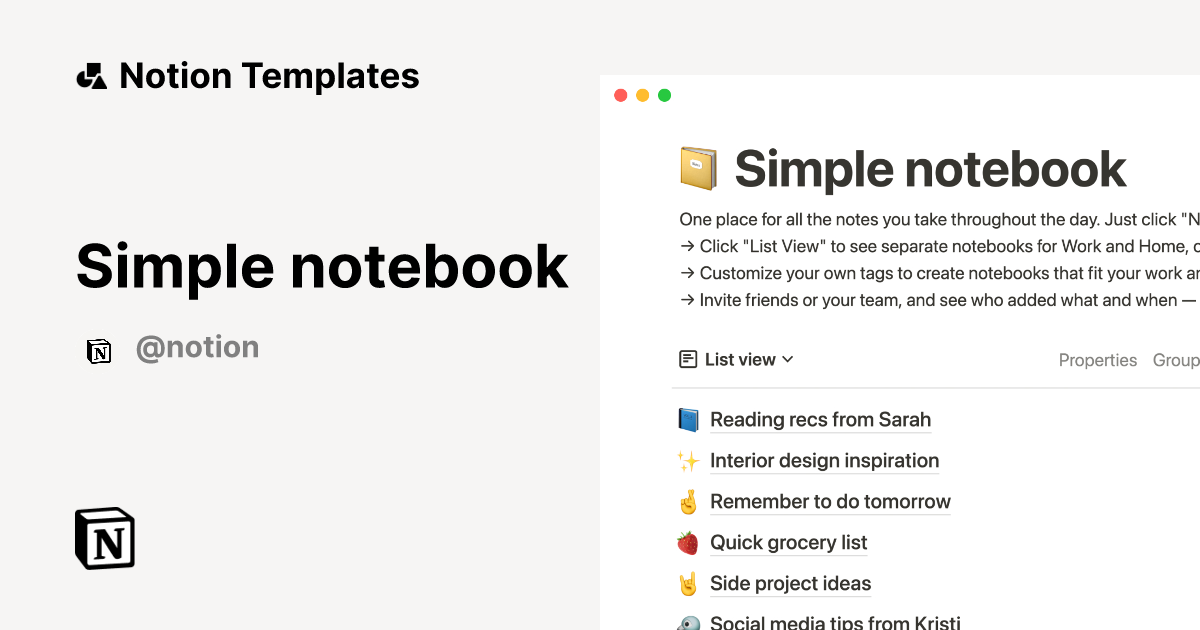 Notion Templates
Simple notebook
@notion
Simple notebook
One place for all the notes you take throughout the day. Just click "N
→ Click "List View" to see separate notebooks for Work and Home,
→ Customize your own tags to create notebooks that fit your work
→ Invite friends or your team, and see who added what and when —
List view
Properties Group
Reading recs from Sarah
Interior design inspiration
Remember to do tomorrow
Quick grocery list
Side project ideas
Social media tips from Kristi